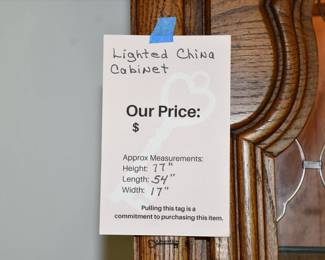 Lighted China
Cabinet
Our Price:
$
Approx Measurements:
Height: 77"
Length: 54"
Width: 17"
Pulling this tag is a
commitment to purchasing this item.